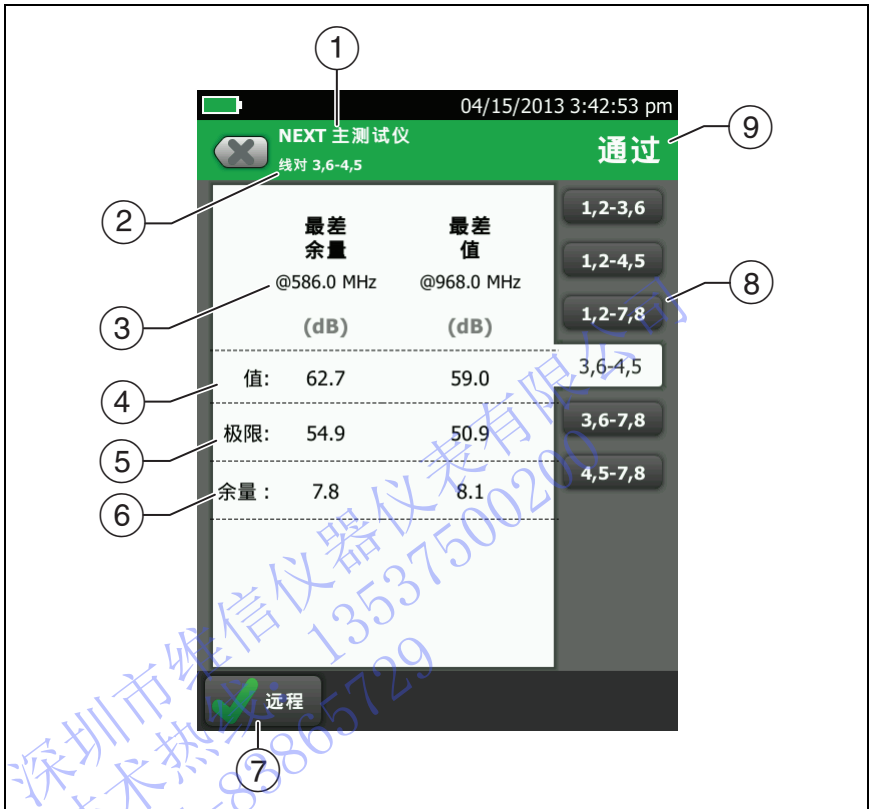 ①
04/15/2013 3:42:53 pm
NEXT 主测试仪
线对 3,6-4,5
通过
⑨
②
最差
余量
最差
值
@586.0 MHz
@968.0 MHz
(dB)
(dB)
③
1,2-3,6
1,2-4,5
1,2-7,8
⑧
3,6-4,5
3,6-7,8
4,5-7,8
值: 62.7 59.0
④
极限: 54.9 50.9
⑤
余量: 7.8 8.1
⑥
远程
⑦
深圳市维信仪器仪表有限公司
13537500200
83865729